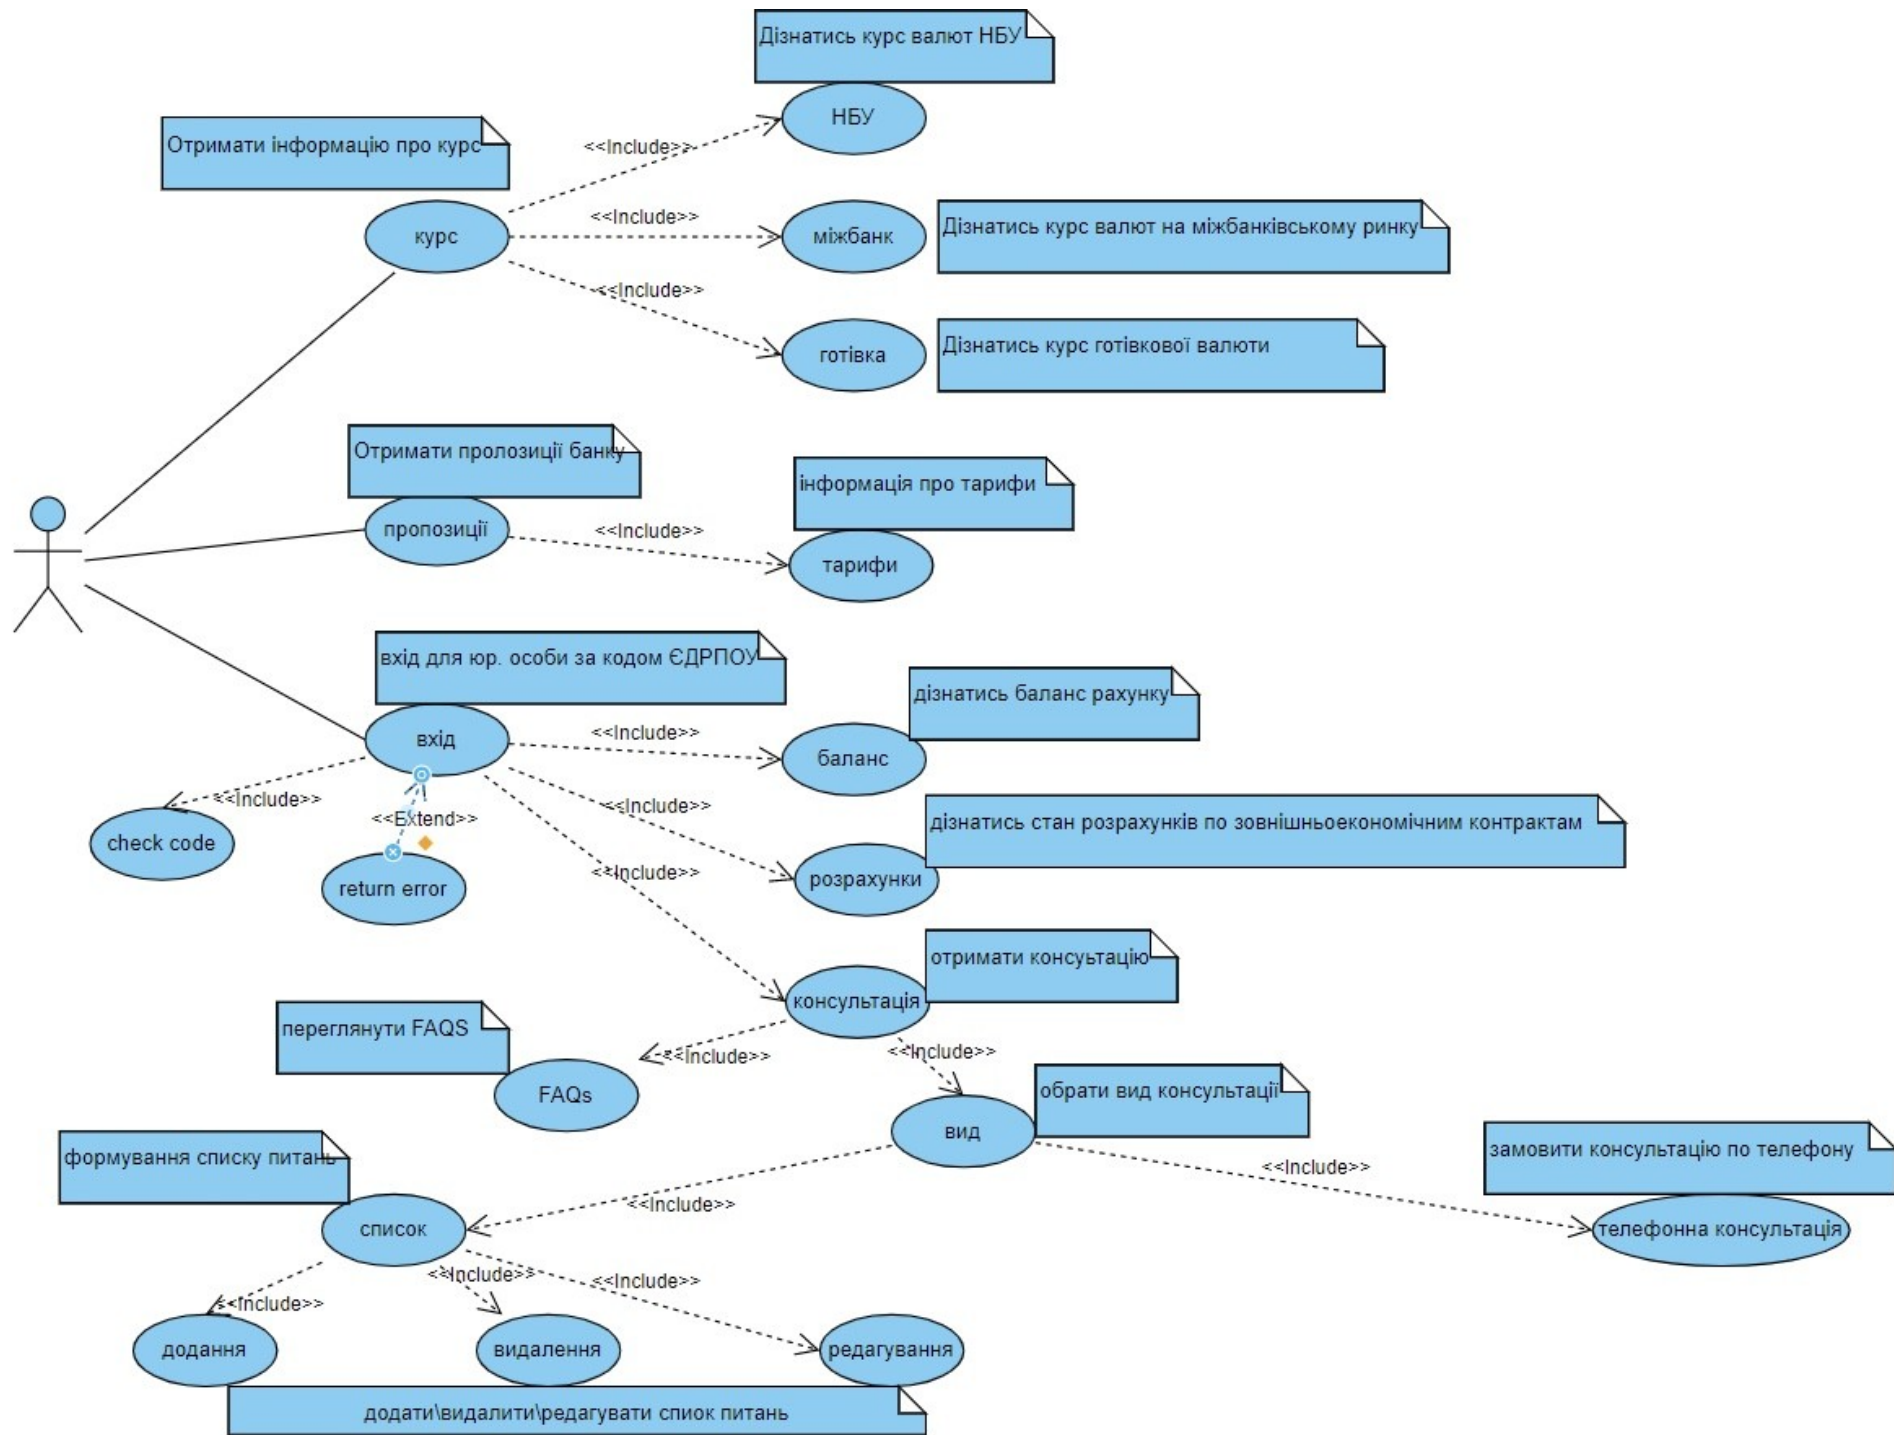 Дізнатись курс валют НБУ
НБУ
Отримати інформацію про курс
<<Include>>
<<Include>>
курс
міжбанк
Дізнатись курс валют на міжбанківському ринку
<<Include>>
готівка
Дізнатись курс готівкової валюти
Отримати пролозиції банку
інформація про тарифи
пропозиції
<<Include>>
тарифи
вхід для юр. особи за кодом ЄДРПОУ
дізнатись баланс рахунку
вхід
<<Include>>
баланс
<<Include>>
<<Include>>
<<Extend>>
дізнатись стан розрахунків по зовнішньоекономічним контрактам
check code
return error
<<Include>>
розрахунки
отримати консуьтацію
консультація
переглянути FAQS
<<Include>>
<<Include>>
FAQs
обрати вид консультації
вид
формування списку питань
замовити консультацію по телефону
<<Include>>
<<Include>>
список
телефонна консультація
<<Include>>
<<Include>>
<<Include>>
додання
видалення
редагування
додати\видалити\редагувати спиок питань